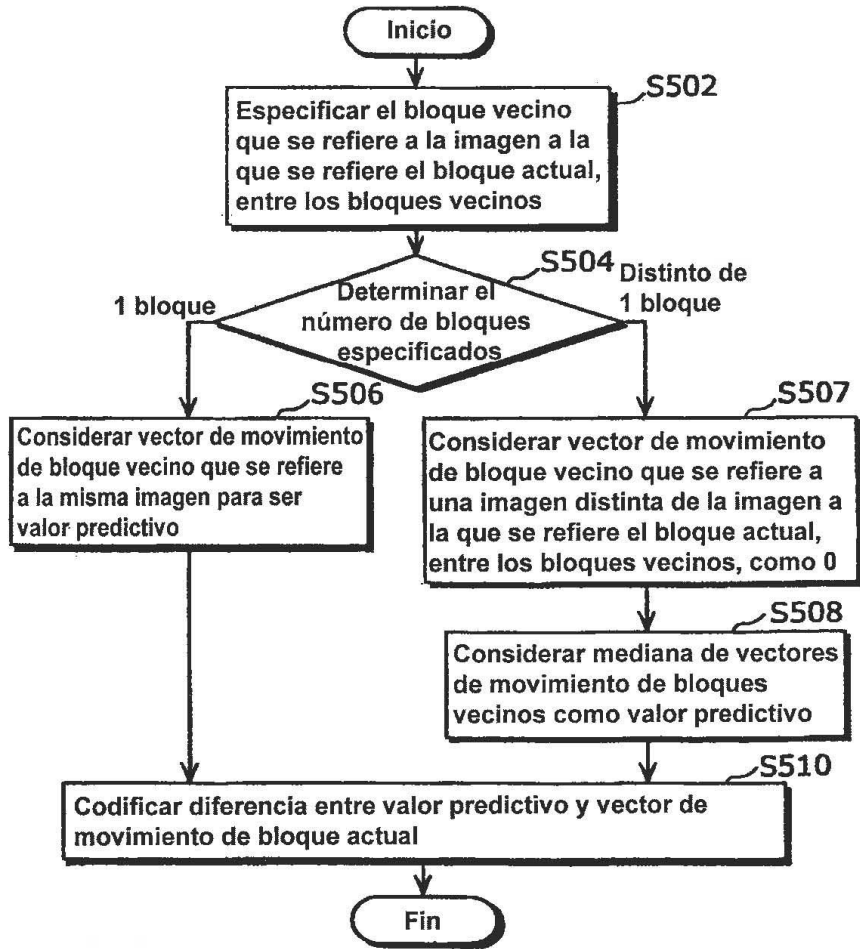 Inicio
S502
Especificar el bloque vecino
que se refiere a la imagen a la
que se refiere el bloque actual,
entre los bloques vecinos
S504
1 bloque
Determinar el
número de bloques
especificados
Distinto de
1 bloque
S506
Considerar vector de movimiento
de bloque vecino que se refiere
a la misma imagen para ser
valor predictivo
S507
Considerar vector de movimiento
de bloque vecino que se refiere a
una imagen distinta de la imagen a
la que se refiere el bloque actual,
entre los bloques vecinos, como 0
S508
Considerar mediana de vectores
de movimiento de bloques
vecinos como valor predictivo
S510
Codificar diferencia entre valor predictivo y vector de
movimiento de bloque actual
Fin